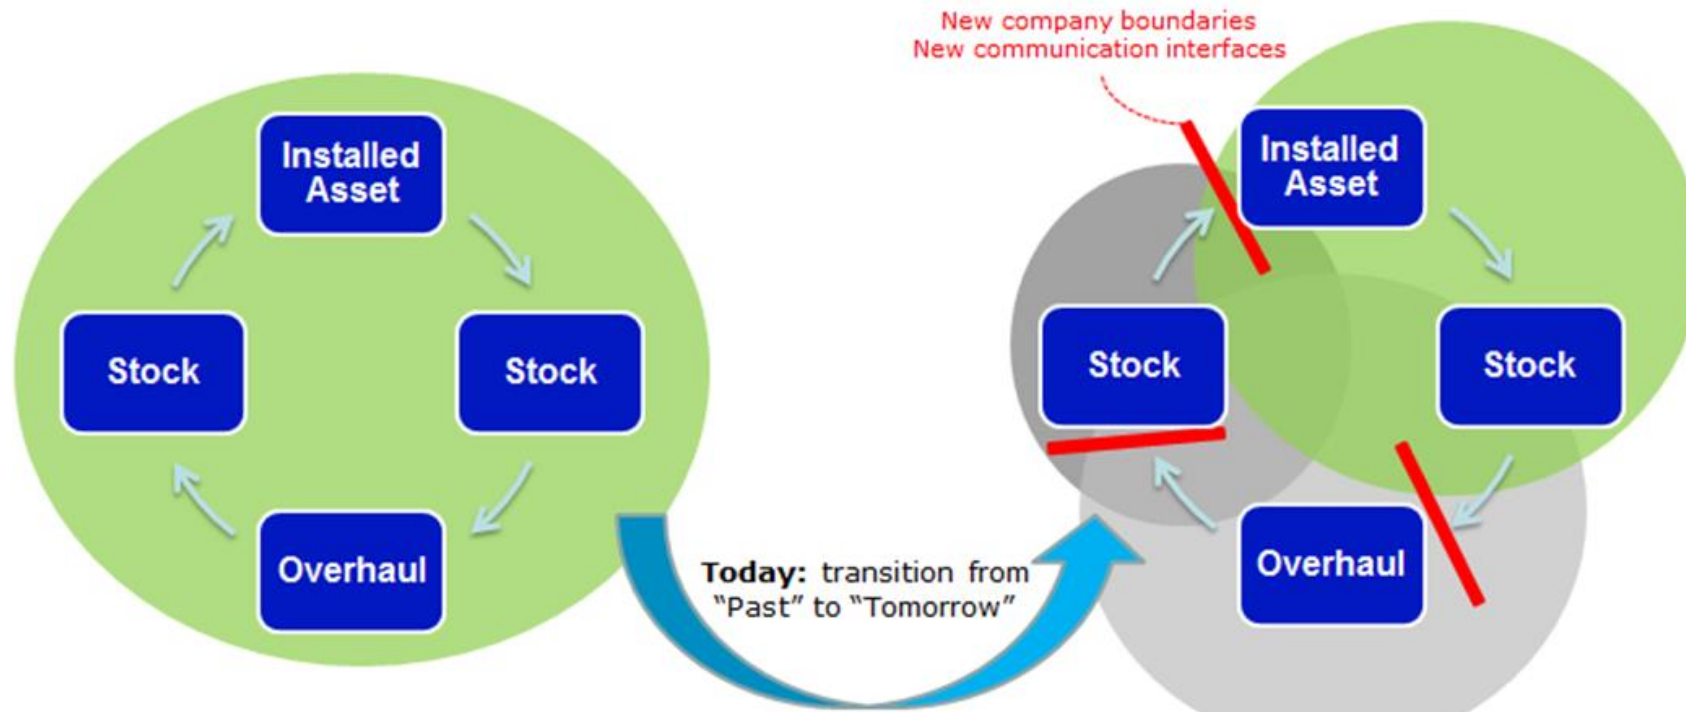 New company boundaries
New communication interfaces
Installed
Asset
Stock
Stock
Overhaul
Today: transition from
“Past” to “Tomorrow”
Installed
Asset
Stock
Stock
Overhaul